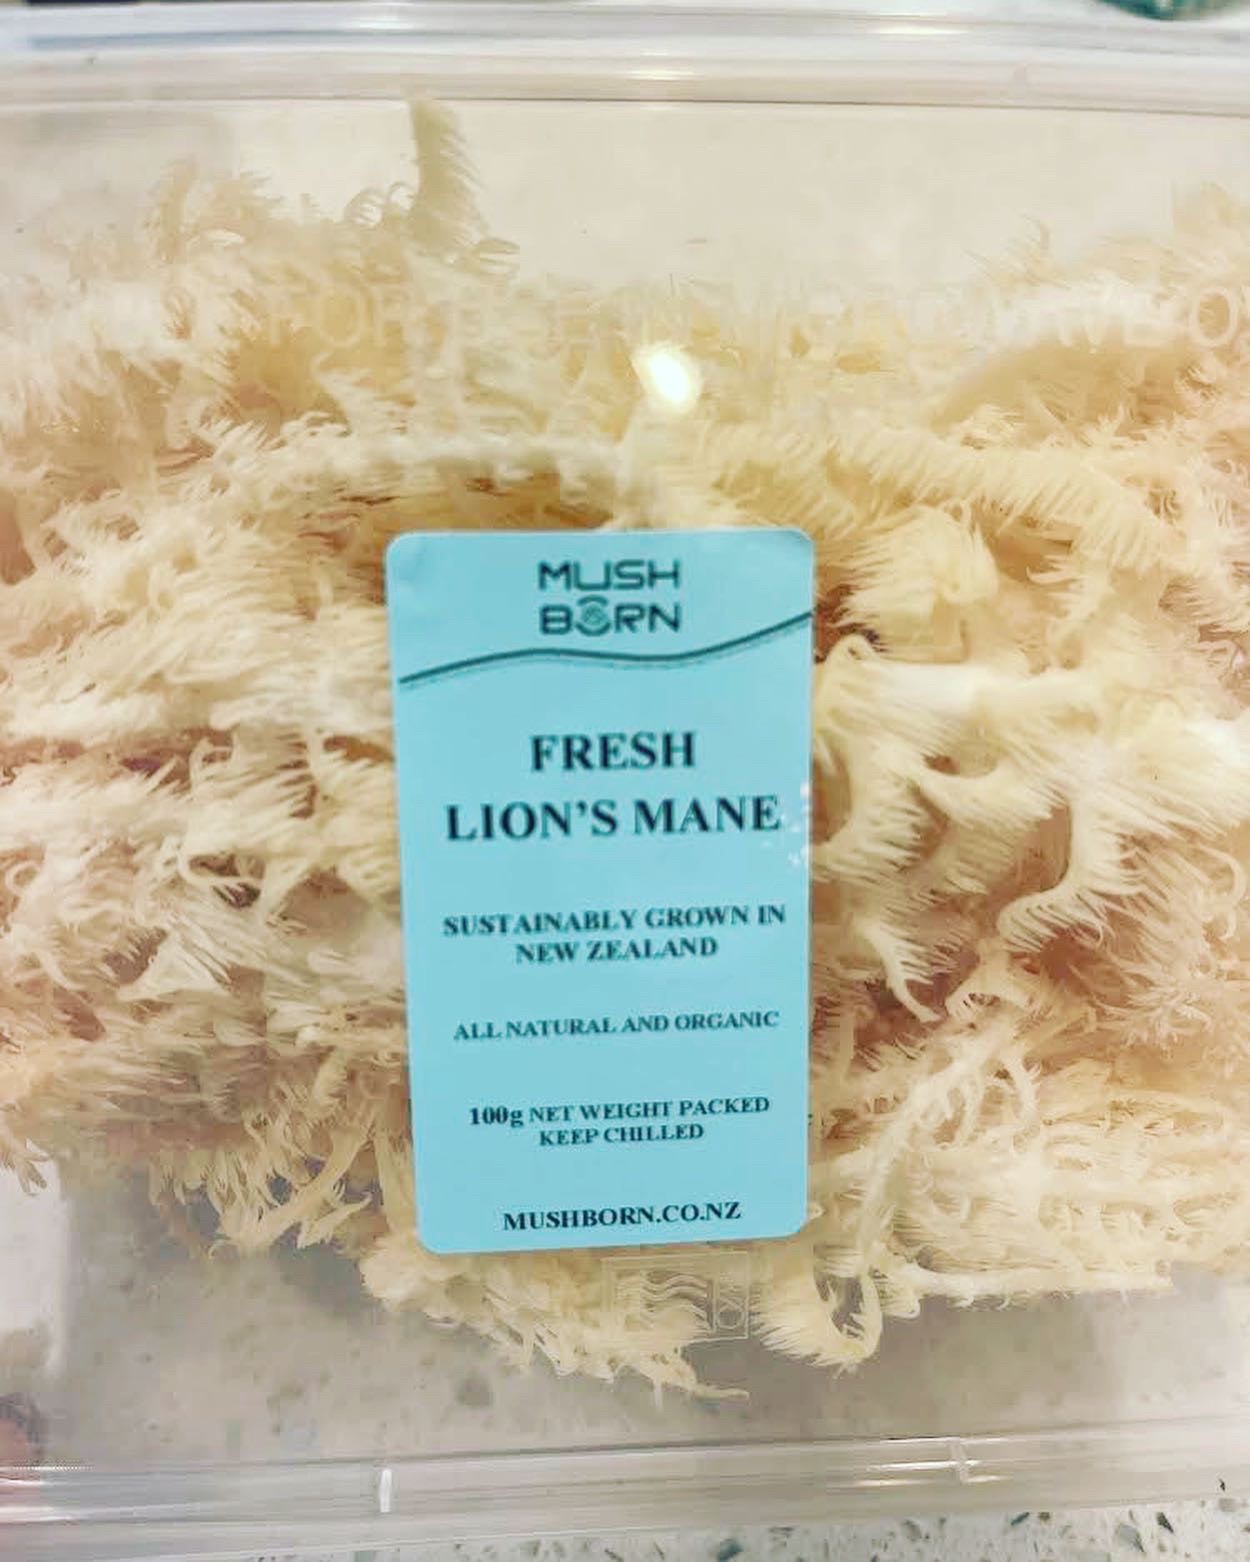 MUSH
BORN
FRESH
LION'S MANE
SUSTAINABLY GROWN IN
NEW ZEALAND
ALL NATURAL AND ORGANIC
100g NET WEIGHT PACKED
KEEP CHILLED
MUSHBORN.CO.NZ